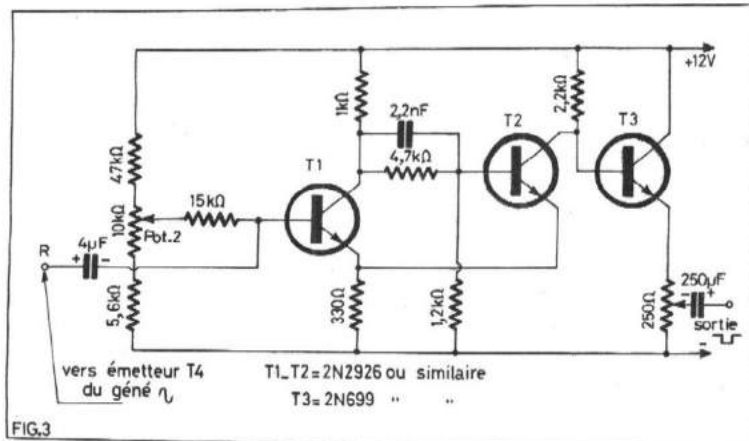 +12V
1kΩ
2,2nF
2,2kΩ
T2
T3
4,7kΩ
T1
47kΩ
15kΩ
10kΩ
Pot.2
R
4µF
+ -
5,6kΩ
330Ω
1,2kΩ
250Ω
250µF
- +
sortie
-
vers émetteur T4
du géné
T1_T2=2N2926 ou similaire
T3=2N699 " "
FIG.3